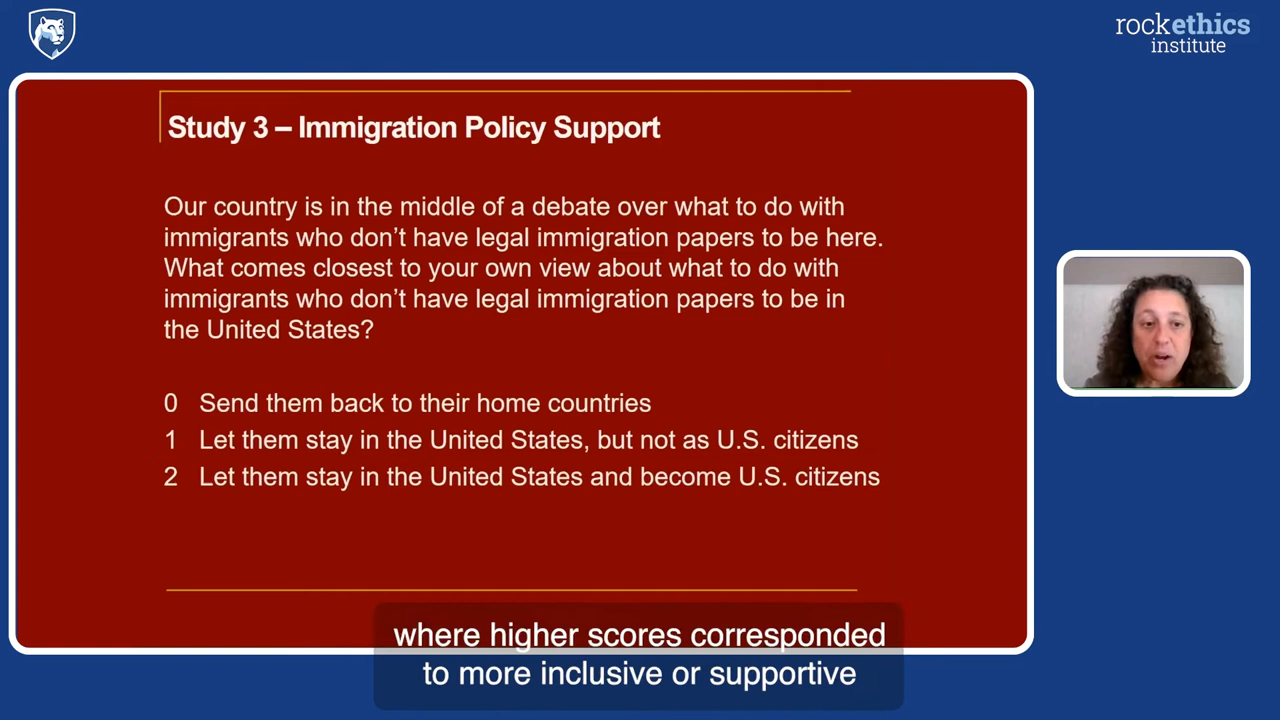 rockethics
institute
Study 3 – Immigration Policy Support
Our country is in the middle of a debate over what to do with
immigrants who don’t have legal immigration papers to be here.
What comes closest to your own view about what to do with
immigrants who don’t have legal immigration papers to be in
the United States?
0 Send them back to their home countries
1 Let them stay in the United States, but not as U.S. citizens
2 Let them stay in the United States and become U.S. citizens
where higher scores corresponded
to more inclusive or supportive